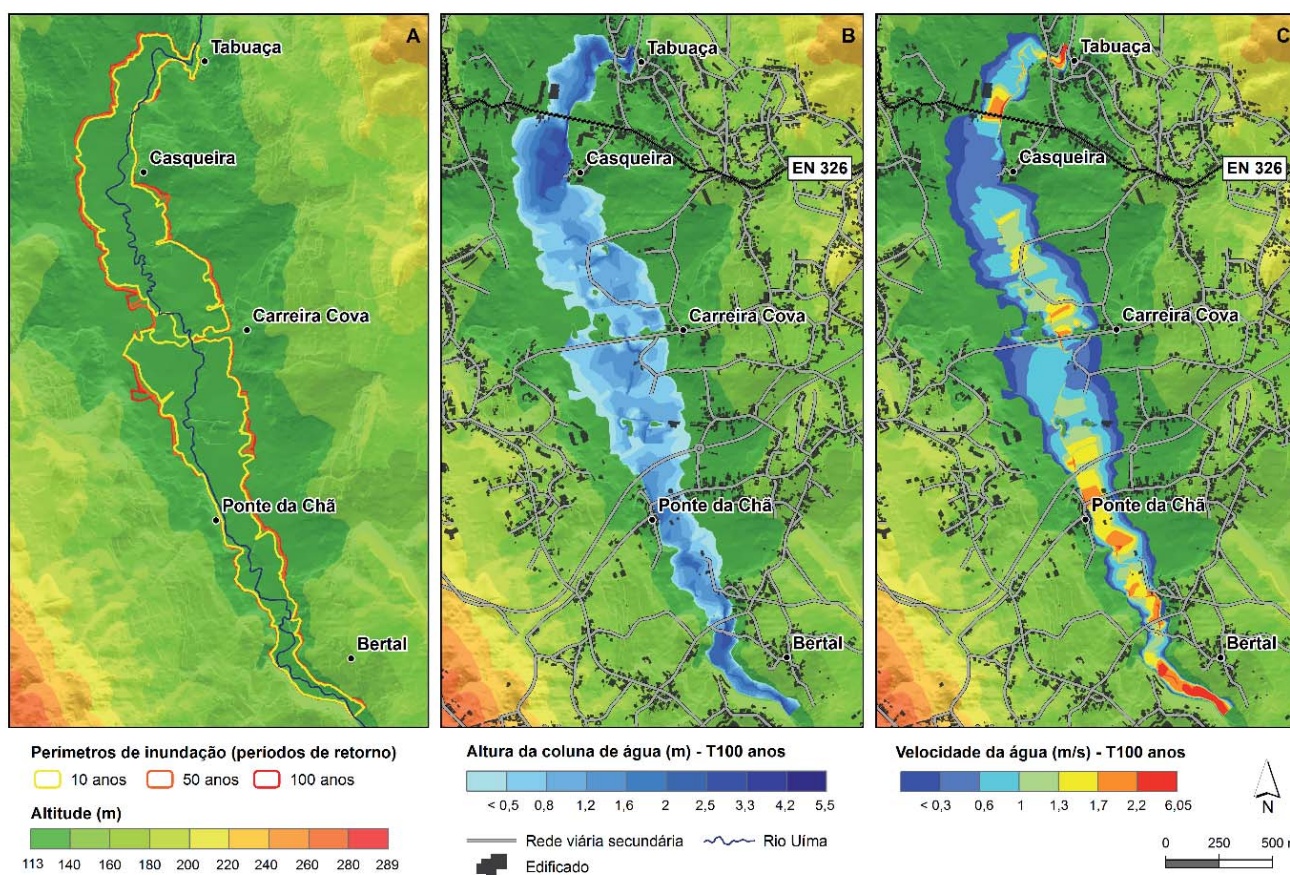 A
Tabuaça
Casqueira
Carreira Cova
Ponte da Chã
Bertal
B
Tabuaça
Casqueira
EN 326
Carreira Cova
Ponte da Chã
Bertal
C
Tabuaça
Casqueira
EN 326
Carreira Cova
Ponte da Chã
Bertal
Perímetros de inundação (períodos de retorno)
10 anos 50 anos 100 anos
Altitude (m)
113 140 160 180 200 220 240 260 280 289
Altura da coluna de água (m) - T100 anos
< 0,5 0,8 1,2 1,6 2 2,5 3,3 4,2 5,5
Rede viária secundária Rio Uíma
Edificado
Velocidade da água (m/s) - T100 anos
< 0,3 0,6 1 1,3 1,7 2,2 6,05
N
0 250 500 m